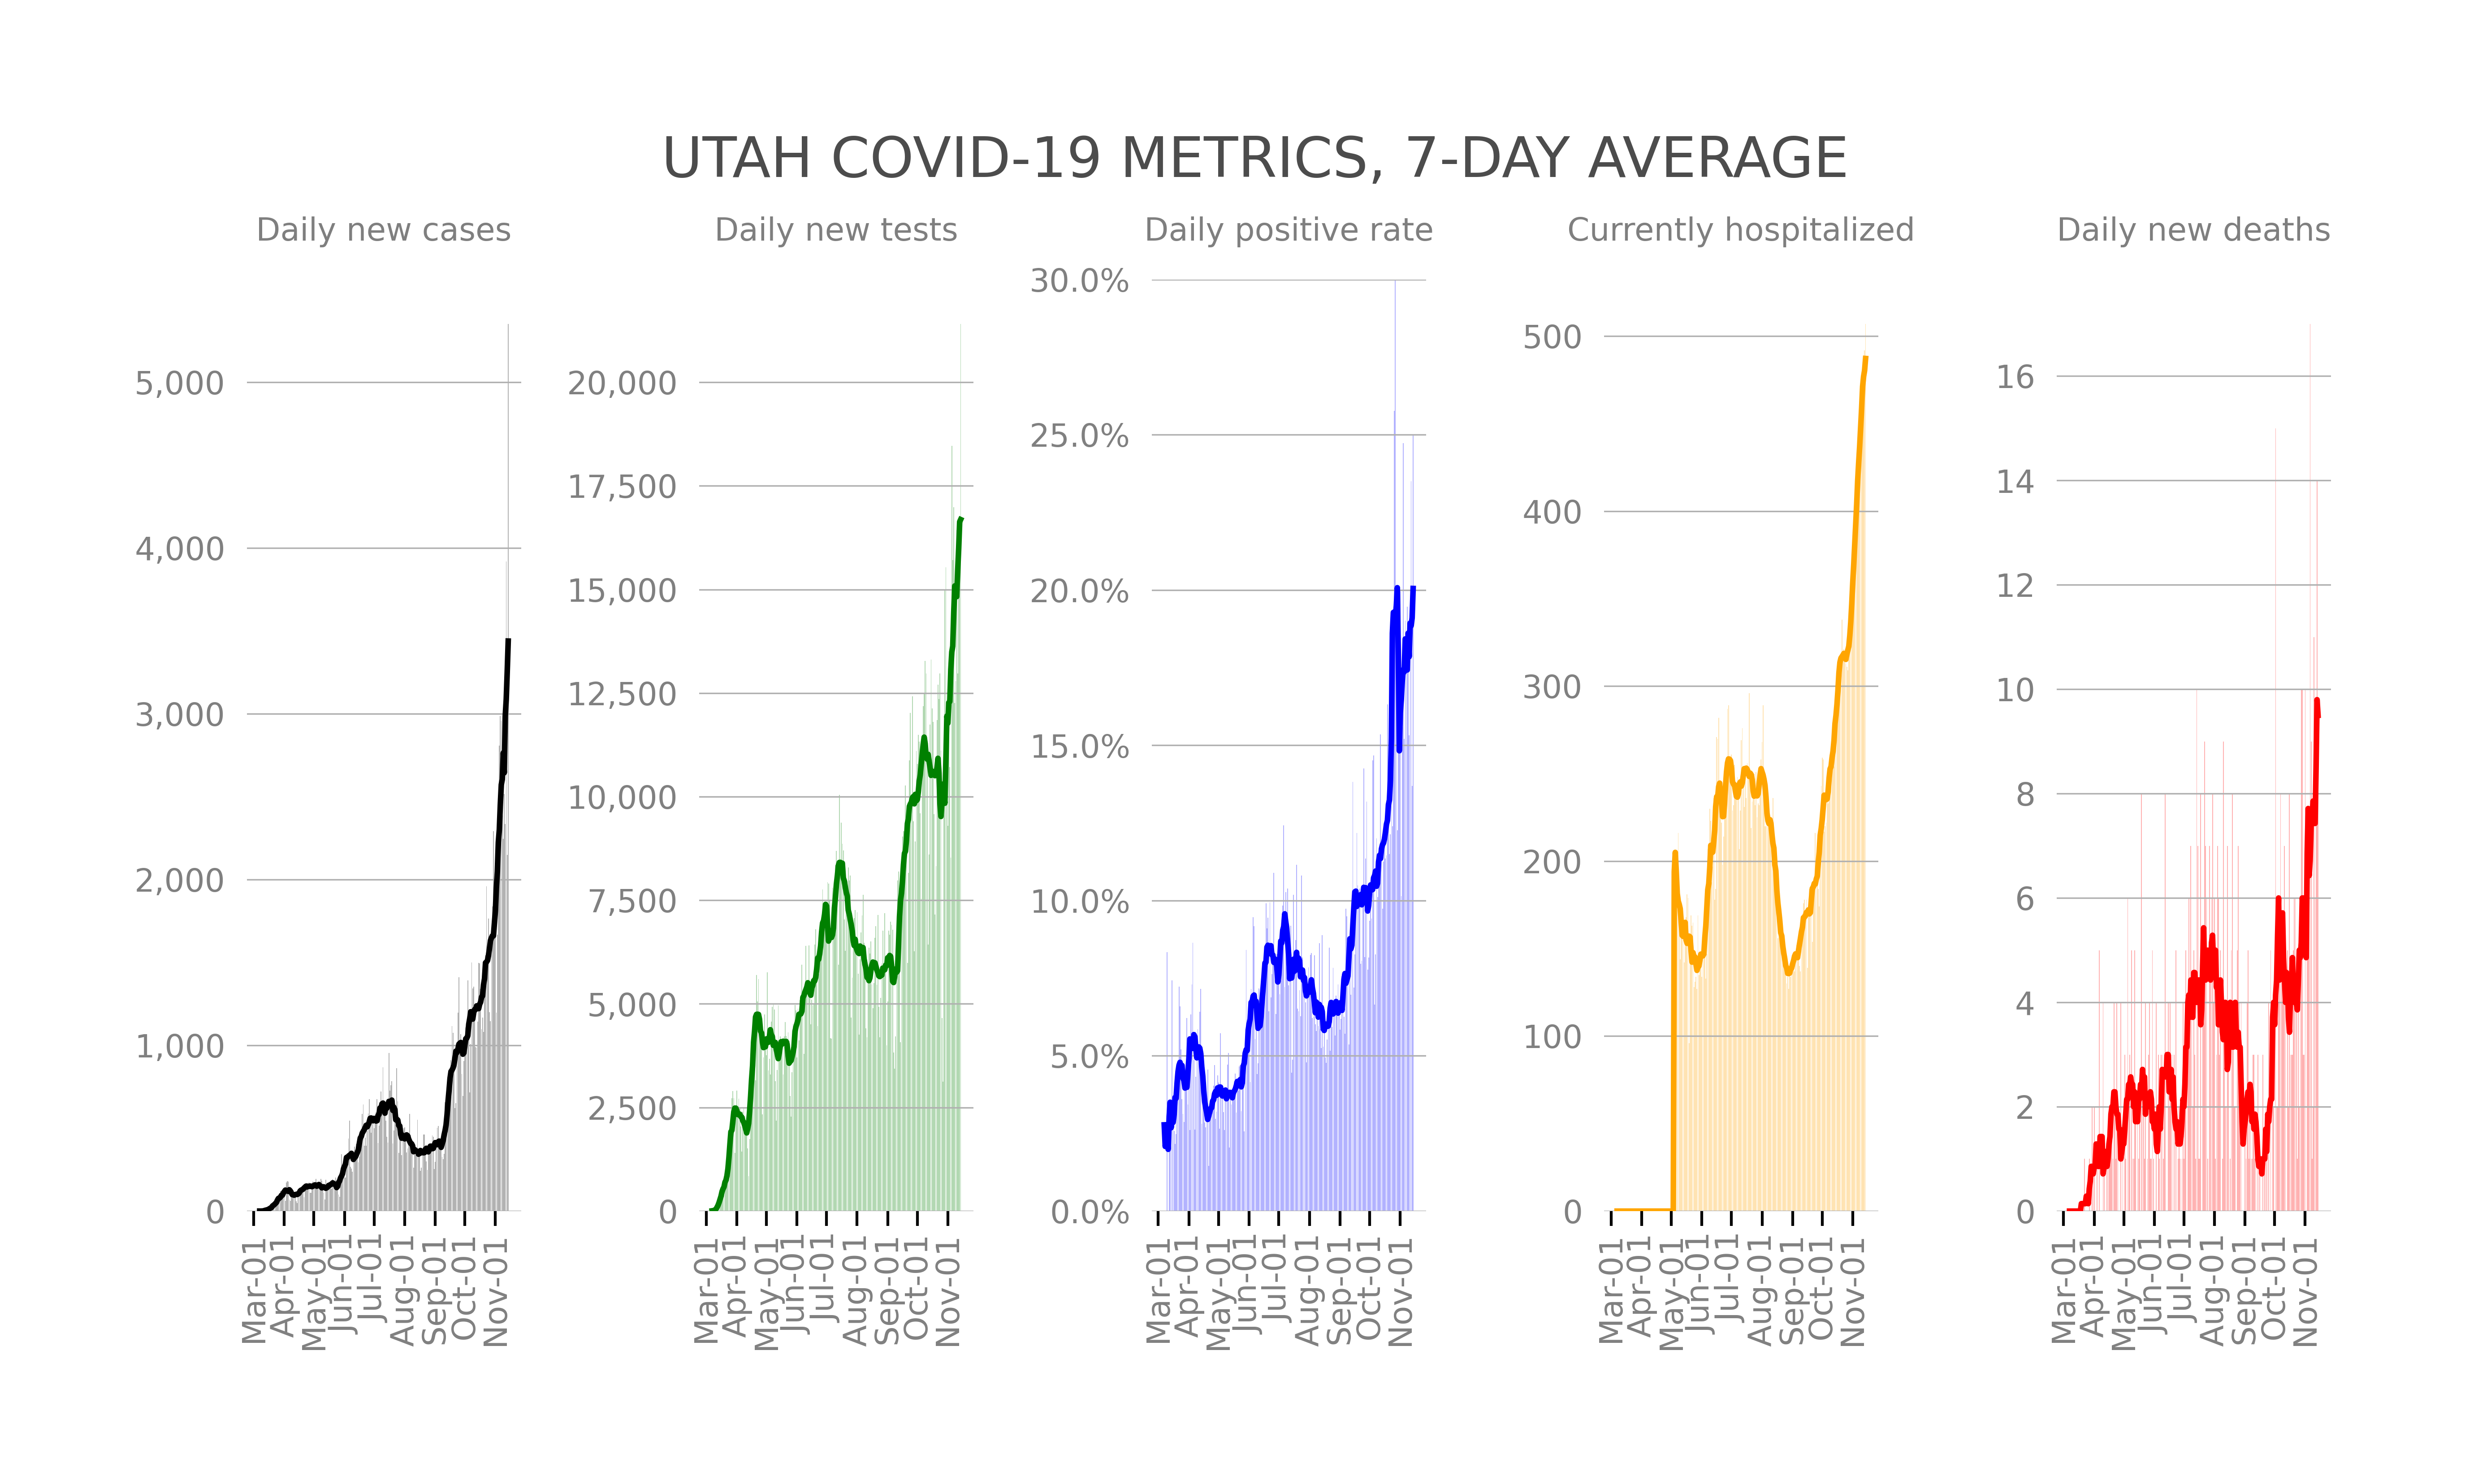 UTAH COVID-19 METRICS, 7-DAY AVERAGE
Daily new cases
5,000
4,000
3,000
2,000
1,000
0
Mar-01
Apr-01
May-01
Jun-01
Jul-01
Aug-01
Sep-01
Oct-01
Nov-01
Daily new tests
20,000
17,500
15,000
12,500
10,000
7,500
5,000
2,500
0
Mar-01
Apr-01
May-01
Jun-01
Jul-01
Aug-01
Sep-01
Oct-01
Nov-01
Daily positive rate
30.0%
25.0%
20.0%
15.0%
10.0%
5.0%
0.0%
Mar-01
Apr-01
May-01
Jun-01
Jul-01
Aug-01
Sep-01
Oct-01
Nov-01
Currently hospitalized
500
400
300
200
100
0
Mar-01
Apr-01
May-01
Jun-01
Jul-01
Aug-01
Sep-01
Oct-01
Nov-01
Daily new deaths
16
14
12
10
8
6
4
2
0
Mar-01
Apr-01
May-01
Jun-01
Jul-01
Aug-01
Sep-01
Oct-01
Nov-01